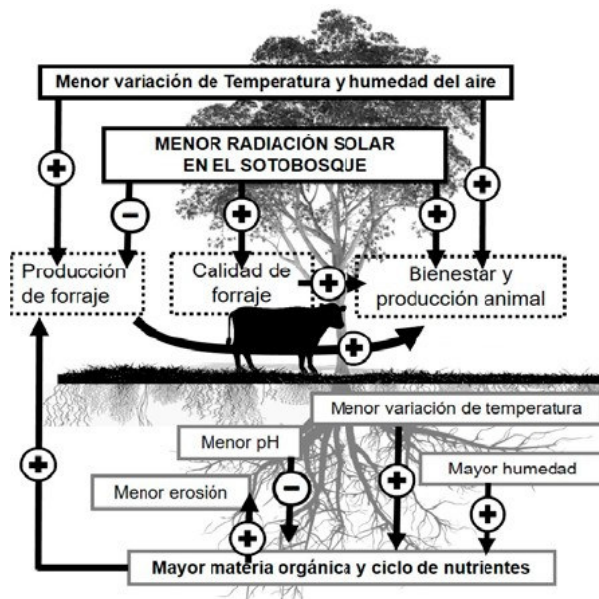 Menor variación de Temperatura y humedad del aire
MENOR RADIACIÓN SOLAR
EN EL SOTOBOSQUE
+
−
+
+
+
Producción
de forraje
Calidad de
forraje
+
Bienestar y
producción animal
+
Menor variación de temperatura
Menor pH
Mayor humedad
Menor erosión
+
−
+
+
+
Mayor materia orgánica y ciclo de nutrientes